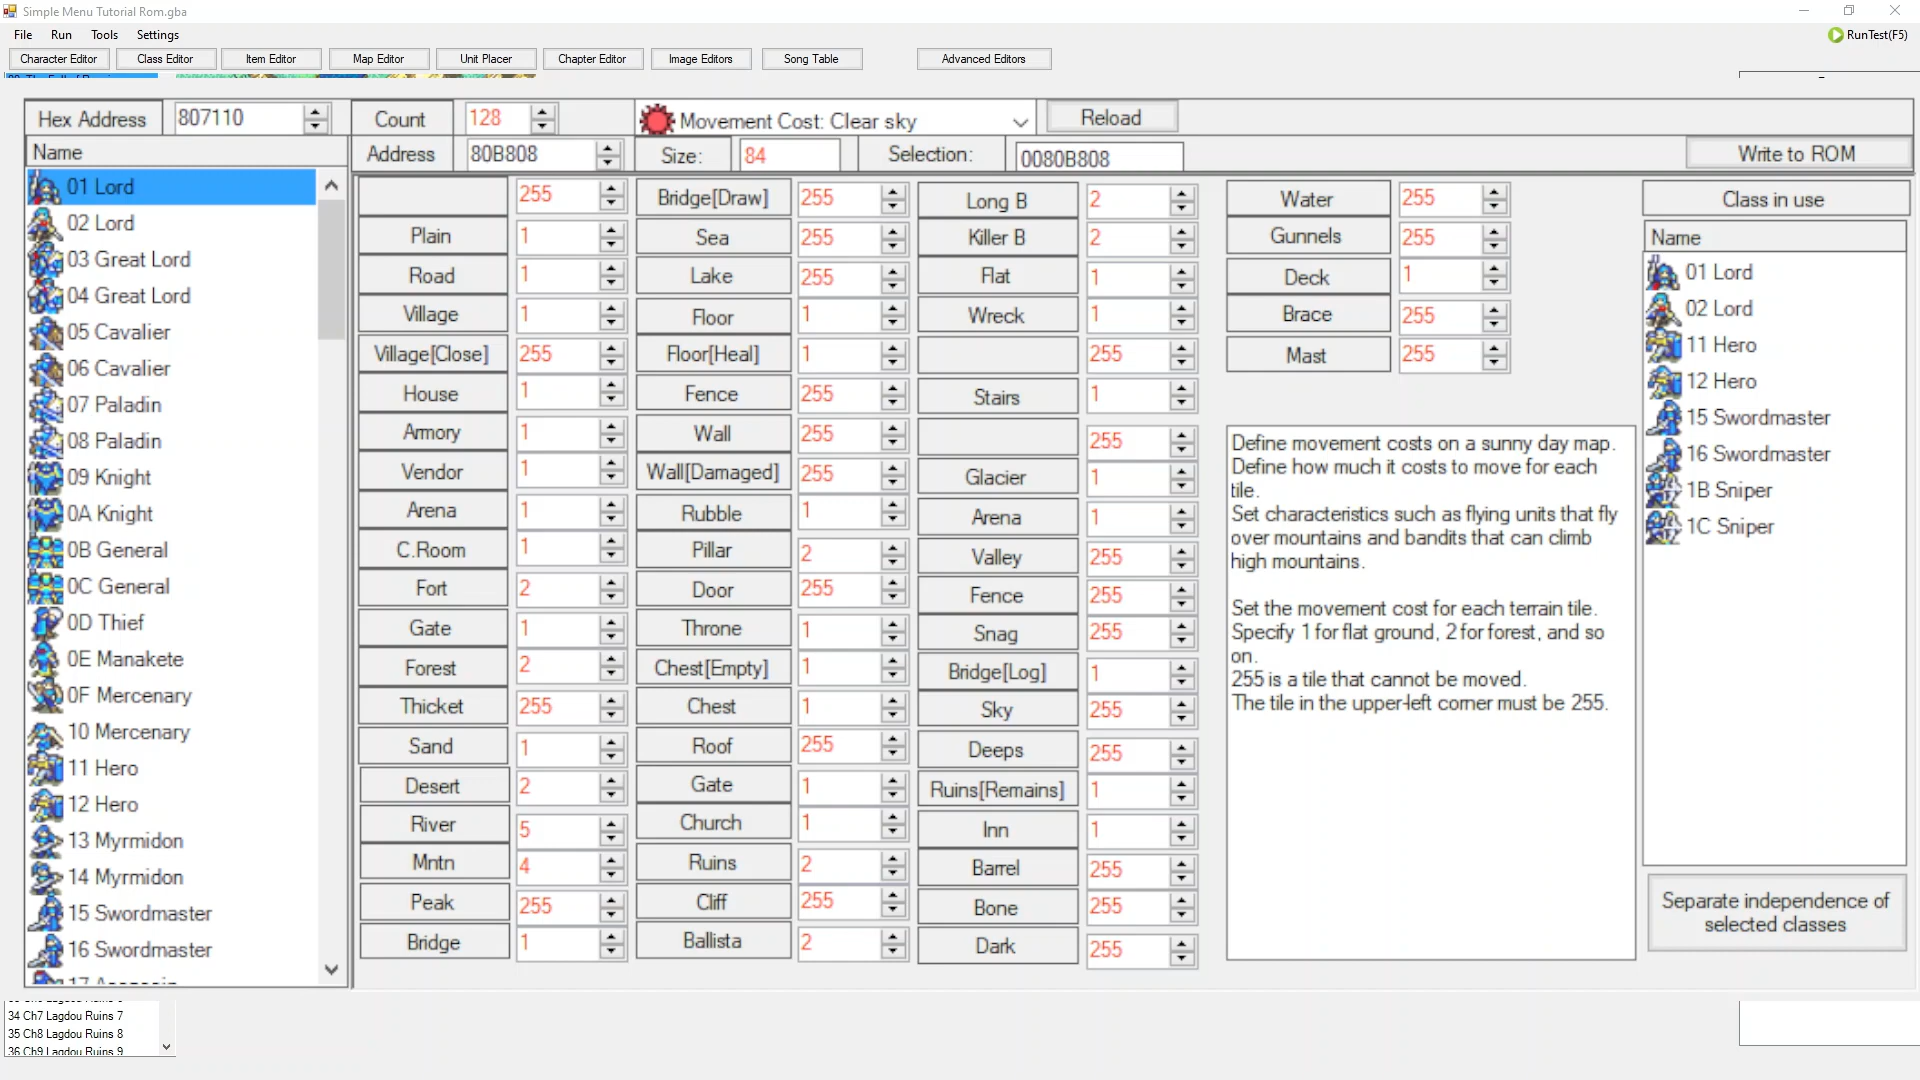 Simple Menu Tutorial Rom.gba
File Run Tools Settings
RunTest(F5)
Character Editor Class Editor Item Editor Map Editor Unit Placer Chapter Editor Image Editors Song Table Advanced Editors
Hex Address 807110 Count 128 Movement Cost: Clear sky Reload
Name Address 80B808 Size: 84 Selection: 0080B808 Write to ROM
01 Lord
02 Lord
03 Great Lord
04 Great Lord
05 Cavalier
06 Cavalier
07 Paladin
08 Paladin
09 Knight
0A Knight
0B General
0C General
0D Thief
0E Manakete
0F Mercenary
10 Mercenary
11 Hero
12 Hero
13 Myrmidon
14 Myrmidon
15 Swordmaster
16 Swordmaster
17 Assassin
255
Plain 1
Road 1
Village 1
Village[Close] 255
House 1
Armory 1
Vendor 1
Arena 1
C.Room 1
Fort 2
Gate 1
Forest 2
Thicket 255
Sand 1
Desert 2
River 5
Mntn 4
Peak 255
Bridge 1
Bridge[Draw] 255
Sea 255
Lake 255
Floor 1
Floor[Heal] 1
Fence 255
Wall 255
Wall[Damaged] 255
Rubble 1
Pillar 2
Door 255
Throne 1
Chest[Empty] 1
Chest 1
Roof 255
Gate 1
Church 1
Ruins 2
Cliff 255
Ballista 2
Long B 2
Killer B 2
Flat 1
Wreck 1
255
Stairs 1
255
Glacier 1
Arena 1
Valley 255
Fence 255
Snag 255
Bridge[Log] 1
Sky 255
Deeps 255
Ruins[Remains] 1
Inn 1
Barrel 255
Bone 255
Dark 255
Water 255
Gunnels 255
Deck 1
Brace 255
Mast 255
Define movement costs on a sunny day map.
Define how much it costs to move for each
tile.
Set characteristics such as flying units that fly
over mountains and bandits that can climb
high mountains.
Set the movement cost for each terrain tile.
Specify 1 for flat ground, 2 for forest, and so
on.
255 is a tile that cannot be moved.
The tile in the upper-left corner must be 255.
Class in use
Name
01 Lord
02 Lord
11 Hero
12 Hero
15 Swordmaster
16 Swordmaster
1B Sniper
1C Sniper
Separate independence of
selected classes
34 Ch7 Lagdou Ruins 7
35 Ch8 Lagdou Ruins 8
36 Ch9 Lagdou Ruins 9